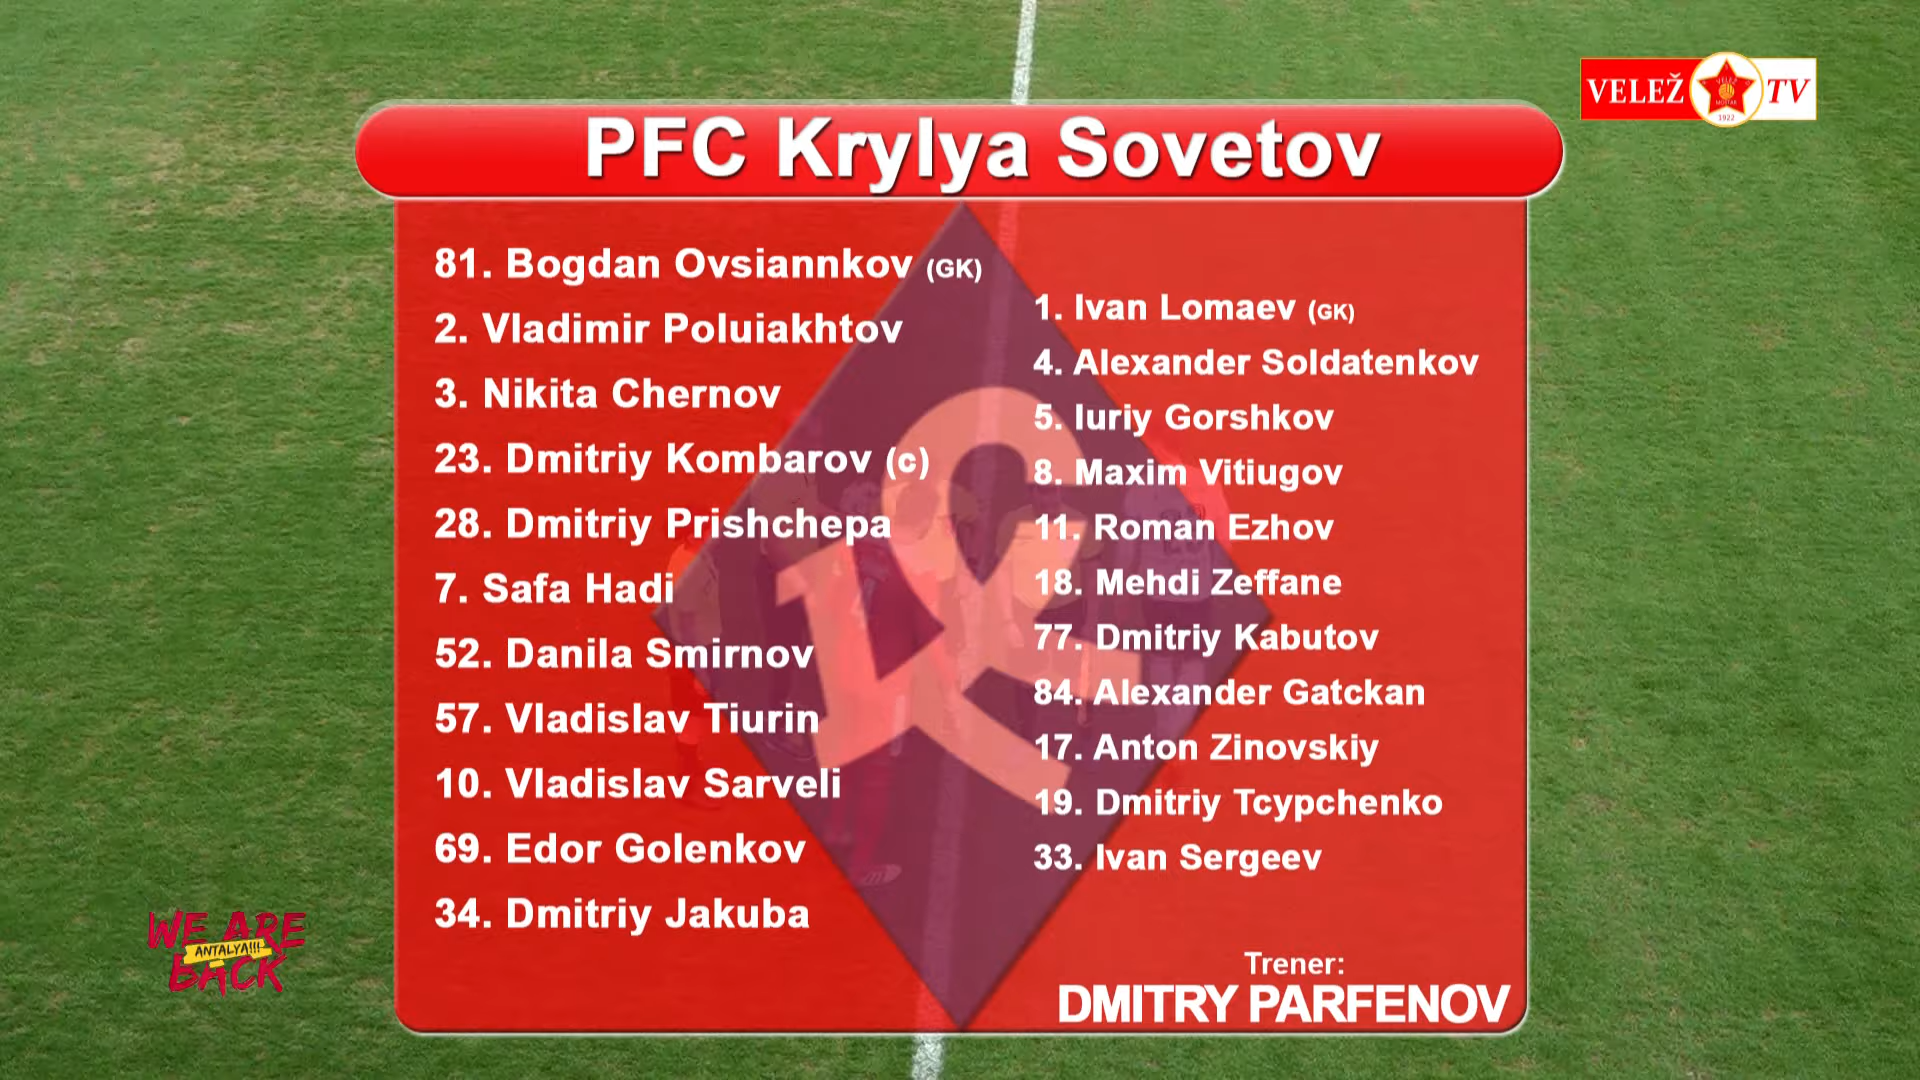 VELEŽ TV
VELEŽ
MOSTAR
1922
PFC Krylya Sovetov
81. Bogdan Ovsiannkov (GK)
2. Vladimir Poluiakhtov
3. Nikita Chernov
23. Dmitriy Kombarov (c)
28. Dmitriy Prishchepa
7. Safa Hadi
52. Danila Smirnov
57. Vladislav Tiurin
10. Vladislav Sarveli
69. Edor Golenkov
34. Dmitriy Jakuba
1. Ivan Lomaev (GK)
4. Alexander Soldatenkov
5. Iuriy Gorshkov
8. Maxim Vitiugov
11. Roman Ezhov
18. Mehdi Zeffane
77. Dmitriy Kabutov
84. Alexander Gatckan
17. Anton Zinovskiy
19. Dmitriy Tcypchenko
33. Ivan Sergeev
Trener:
DMITRY PARFENOV
WE ARE
ANTALYA!!!
BACK